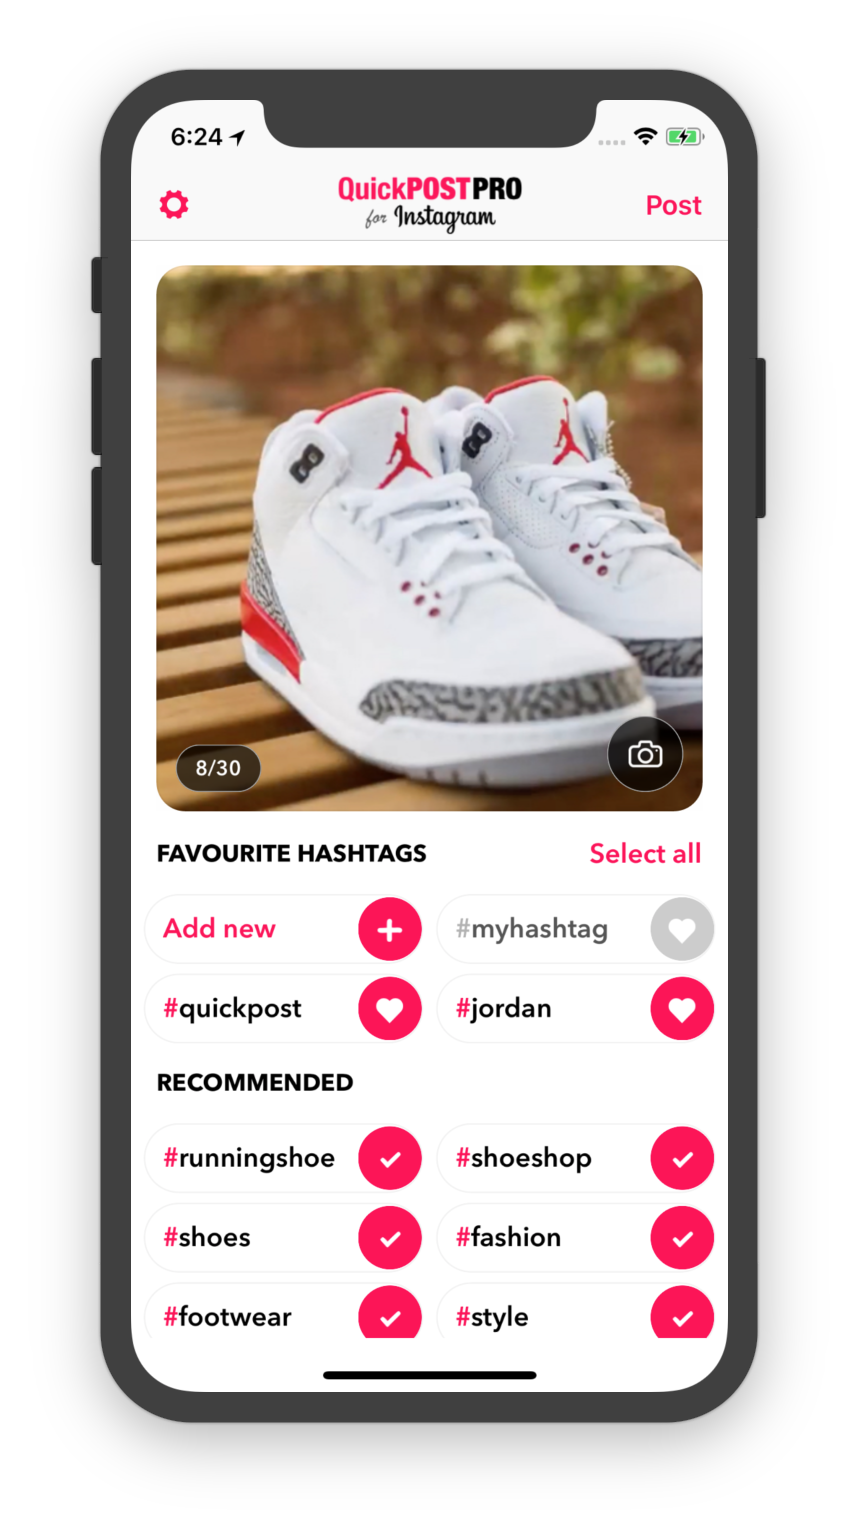 6:24
QuickPOSTPRO
for Instagram
Post
8/30
FAVOURITE HASHTAGS
Select all
Add new
#myhashtag
#quickpost
#jordan
RECOMMENDED
#runningshoe
#shoeshop
#shoes
#fashion
#footwear
#style